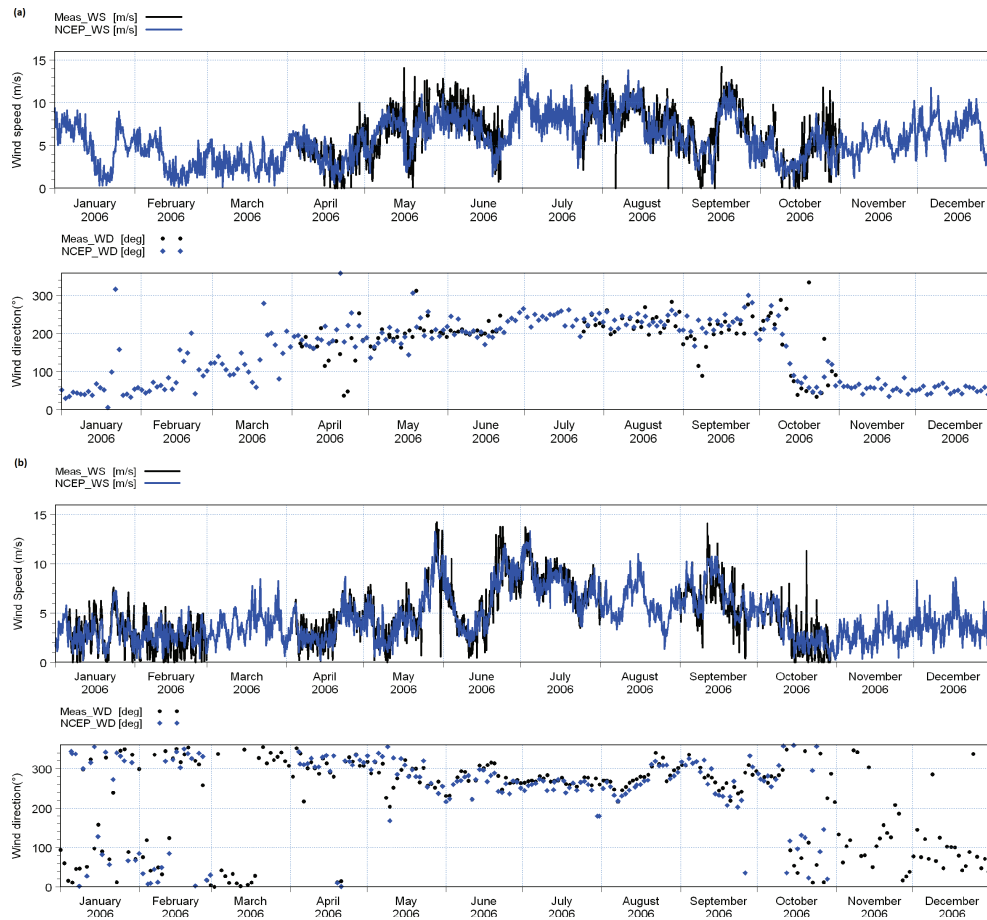 (a)
Meas_WS [m/s]
NCEP_WS [m/s]
Wind speed (m/s)
15
10
5
0
January February March April May June July August September October November December
2006 2006 2006 2006 2006 2006 2006 2006 2006 2006 2006 2006
Meas_WD [deg]
NCEP_WD [deg]
Wind direction(°)
300
200
100
0
January February March April May June July August September October November December
2006 2006 2006 2006 2006 2006 2006 2006 2006 2006 2006 2006
(b)
Meas_WS [m/s]
NCEP_WS [m/s]
Wind Speed (m/s)
15
10
5
0
January February March April May June July August September October November December
2006 2006 2006 2006 2006 2006 2006 2006 2006 2006 2006 2006
Meas_WD [deg]
NCEP_WD [deg]
Wind direction(°)
300
200
100
0
January February March April May June July August September October November December
2006 2006 2006 2006 2006 2006 2006 2006 2006 2006 2006 2006